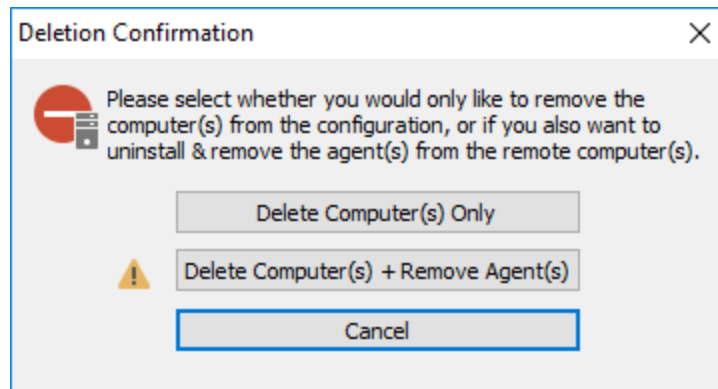 Deletion Confirmation
Please select whether you would only like to remove the
computer(s) from the configuration, or if you also want to
uninstall & remove the agent(s) from the remote computer(s).
Delete Computer(s) Only
Delete Computer(s) + Remove Agent(s)
Cancel